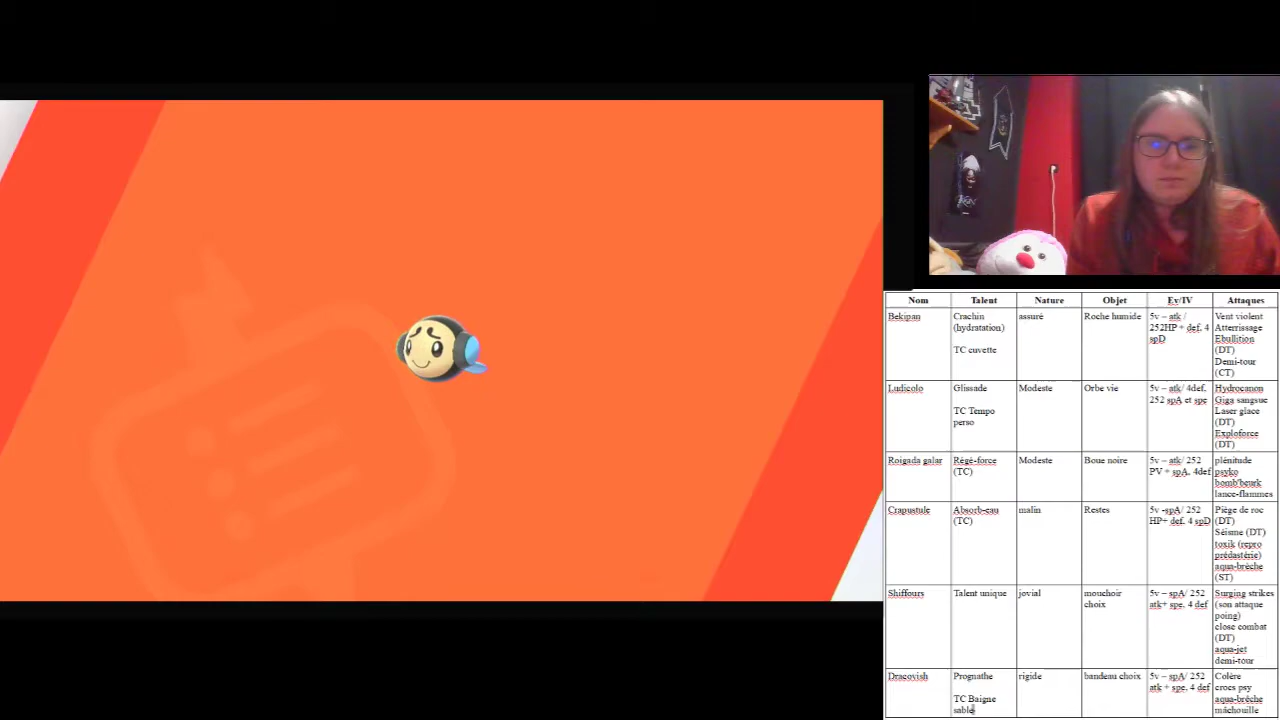 Nom Talent Nature Objet Ev/IV Attaques
Bekipan Crachin assuré Roche humide 5v – atk / Vent violent
(hydratation) 252HP + def. 4 Atterrissage
spD Ebullition
TC cuvette (DT)
Demi-tour
(CT)
Ludicolo Glissade Modeste Orbe vie 5v – atk/ 4def. Hydrocanon
252 spA et spe Giga sangsue
TC Tempo Laser glace
perso (DT)
Exploforce
(DT)
Roigada galar Régé-force Modeste Boue noire 5v – atk/ 252 plénitude
(TC) PV + spA. 4def psyko
bomb'beurk
lance-flammes
Crapustule Absorb-eau malin Restes 5v -spA/ 252 Piège de roc
(TC) HP+ def. 4 spD (DT)
Séisme (DT)
toxik (repro
prédastérie)
aqua-brèche
(ST)
Shiffours Talent unique jovial mouchoir 5v – spA/ 252 Surging strikes
choix atk+ spe. 4 def (son attaque
poing)
close combat
(DT)
aqua-jet
demi-tour
Dracovish Prognathe rigide bandeau choix 5v – spA/ 252 Colère
atk + spe. 4 def crocs psy
TC Baigne aqua-brèche
sable mâchouille